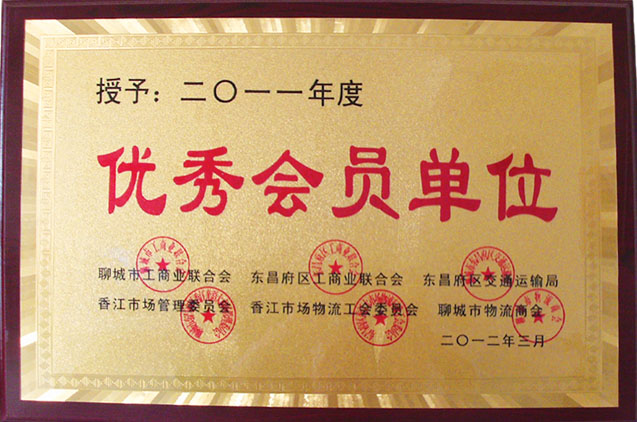 授予：二〇一一年度
优秀会员单位
聊城市工商业联合会 东昌府区工商业联合会 东昌府区交通运输局
香江市场管理委员会 香江市场物流工会委员会 聊城市物流商会
二〇一二年三月